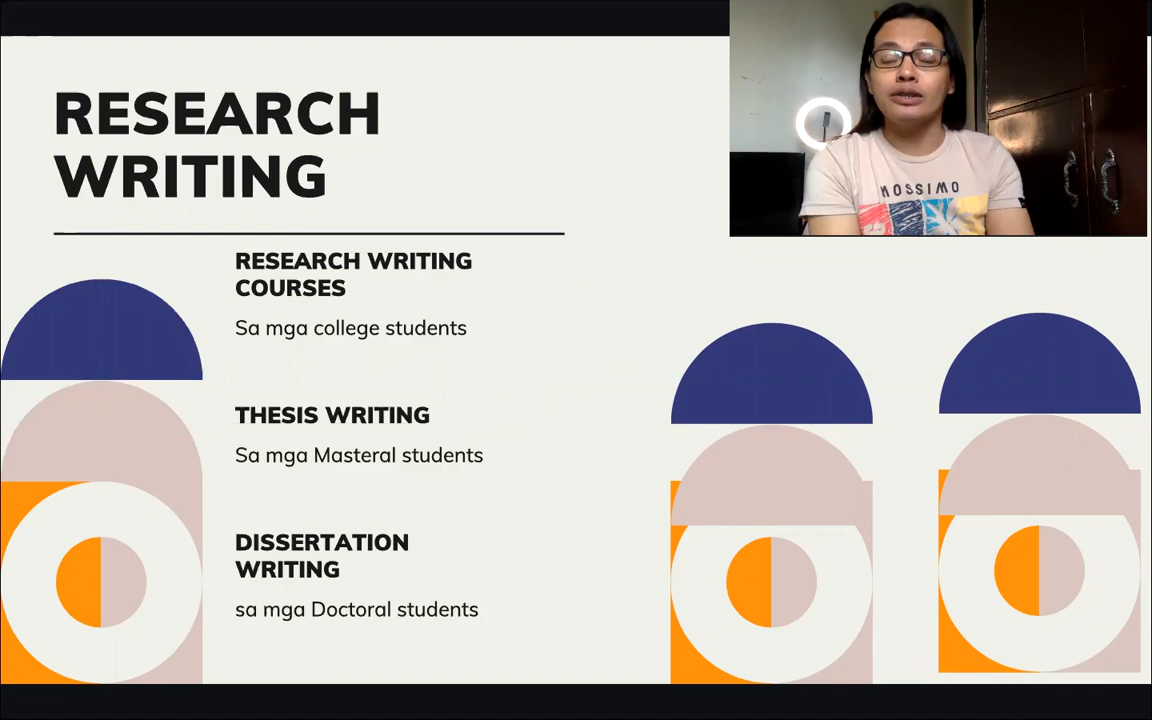 RESEARCH
WRITING
RESEARCH WRITING
COURSES
Sa mga college students
THESIS WRITING
Sa mga Masteral students
DISSERTATION
WRITING
sa mga Doctoral students
MOSSIMO